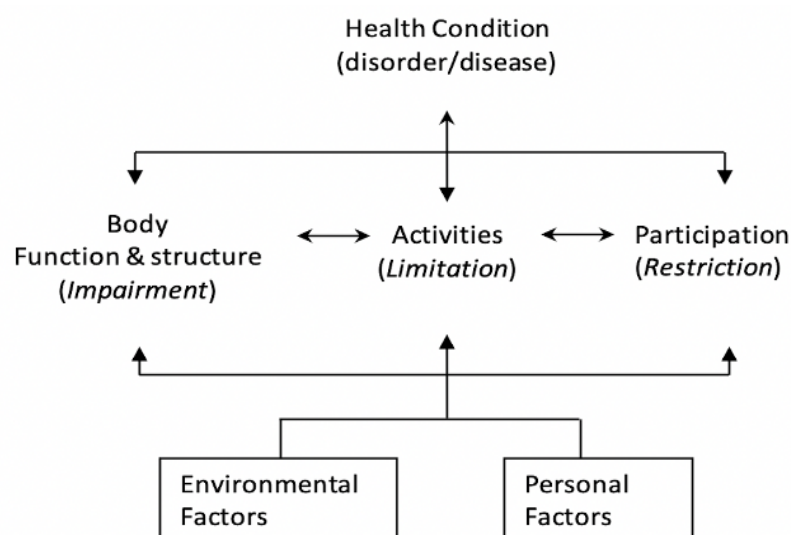 Health Condition
(disorder/disease)
Body
Function & structure
(Impairment)
Activities
(Limitation)
Participation
(Restriction)
Environmental
Factors
Personal
Factors